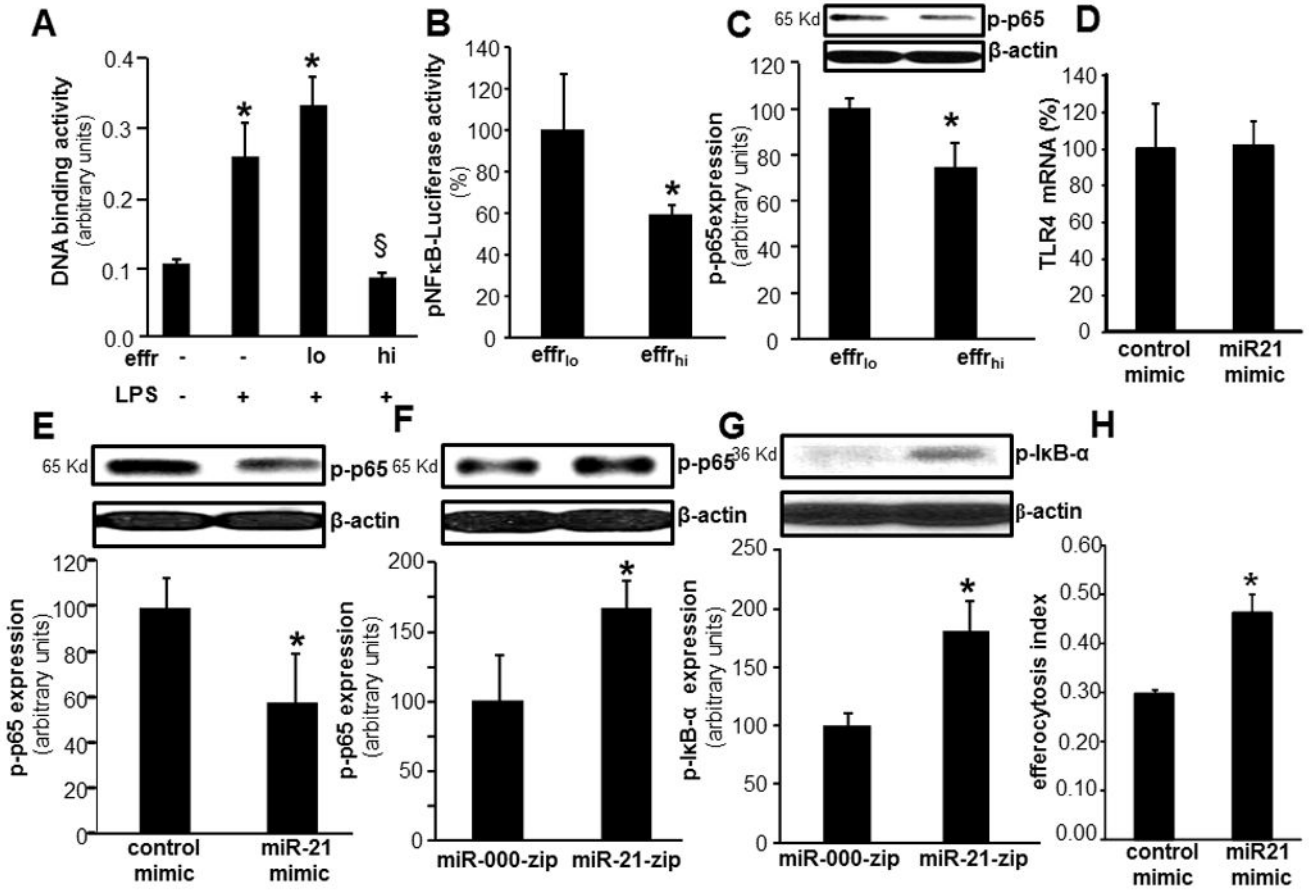 A
DNA binding activity
(arbitrary units)
0.4
0.3
0.2
0.1
0.0
*
*
§
effr - - lo hi
LPS - + + +
B
pNFκB-Luciferase activity
(%)
140
120
100
80
60
40
20
0
*
effrlo effrhi
C
65 Kd p-p65
β-actin
p-p65expression
(arbitrary units)
120
100
80
60
40
20
0
*
effrlo effrhi
D
TLR4 mRNA (%)
140
120
100
80
60
40
20
0
control miR21
mimic mimic
E
65 Kd p-p65
β-actin
p-p65 expression
(arbitrary units)
120
100
80
60
40
20
0
*
control miR-21
mimic mimic
F
65 Kd p-p65
β-actin
p-p65 expression
(arbitrary units)
200
150
100
50
0
*
miR-000-zip miR-21-zip
G
36 Kd p-IκB-α
β-actin
p-IκB-α expression
(arbitrary units)
250
200
150
100
50
0
*
miR-000-zip miR-21-zip
H
efferocytosis index
0.60
0.50
0.40
0.30
0.20
0.10
0.00
*
control miR21
mimic mimic